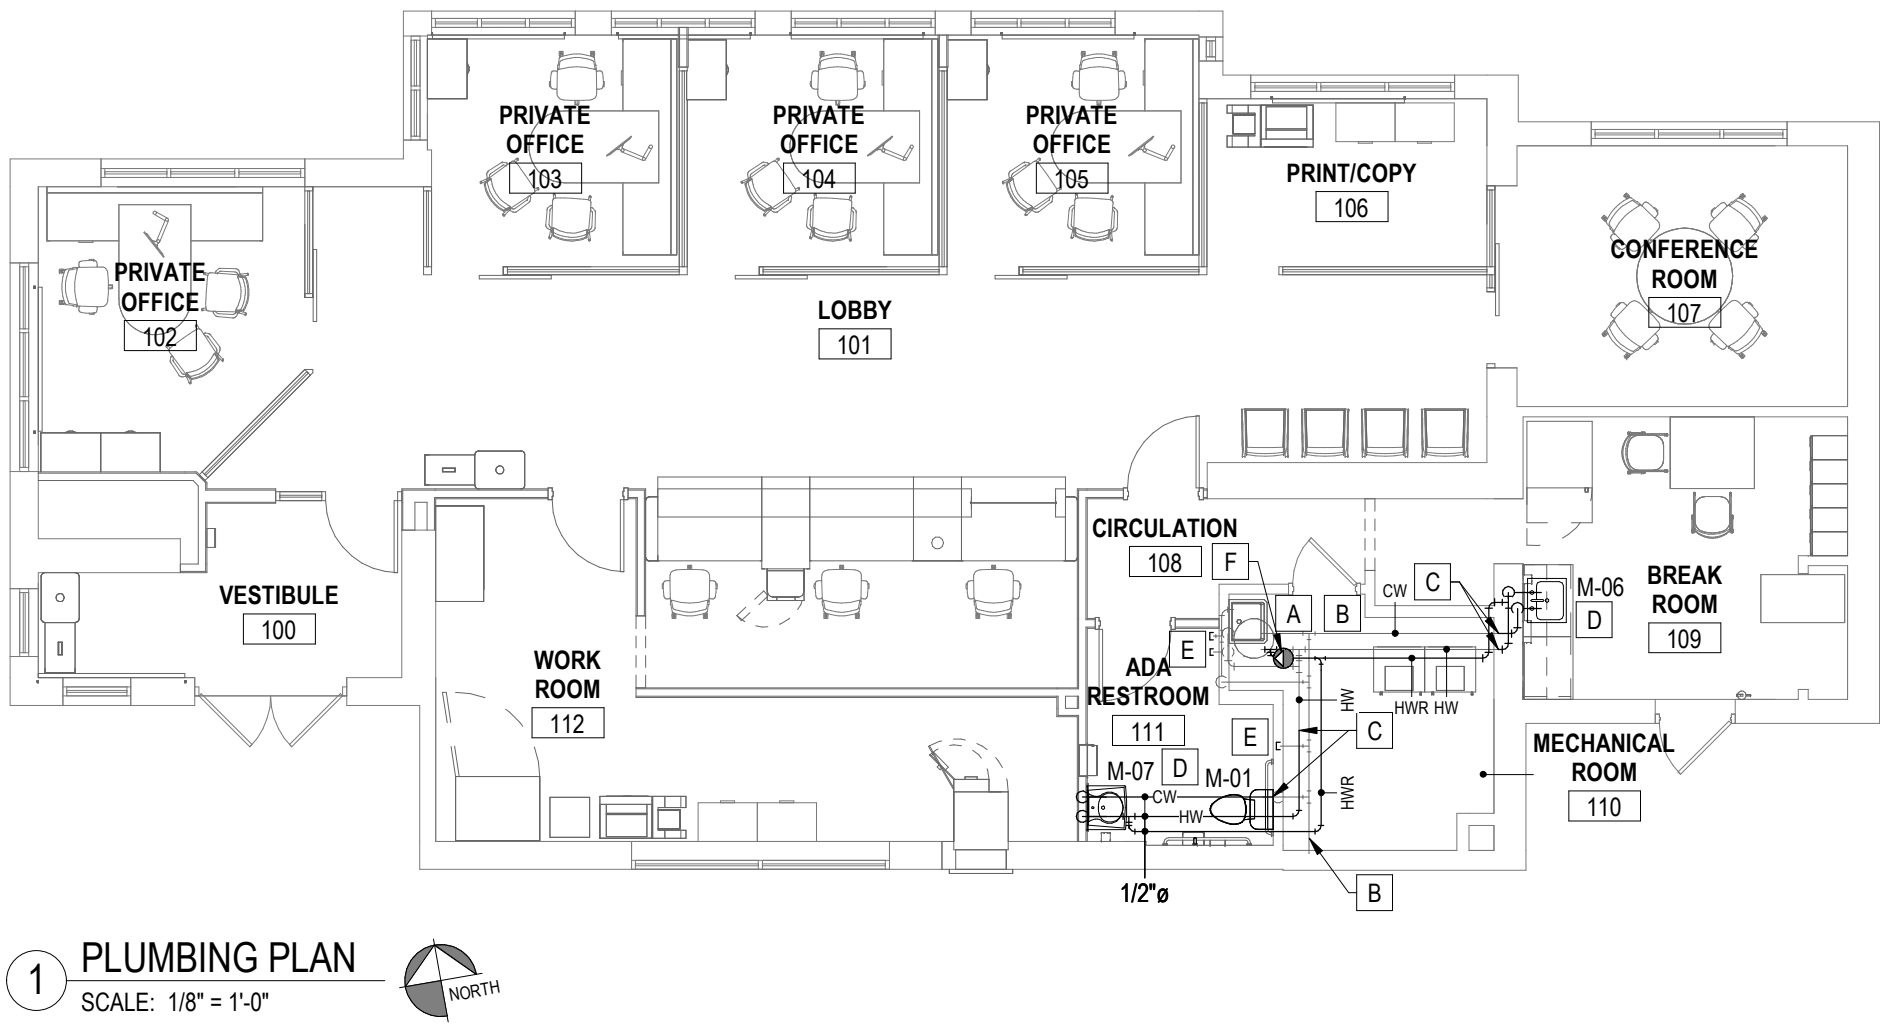 PRIVATE
OFFICE
103
PRIVATE
OFFICE
104
PRIVATE
OFFICE
105
PRINT/COPY
106
CONFERENCE
ROOM
107
PRIVATE
OFFICE
102
LOBBY
101
CIRCULATION
108
F
A
B
CW
C
M-06
D
BREAK
ROOM
109
VESTIBULE
100
E
WORK
ROOM
112
ADA
RESTROOM
111
HW
HWR HW
E
C
MECHANICAL
ROOM
110
M-07
D
M-01
CW
HW
HWR
1/2"ø
B
1
PLUMBING PLAN
SCALE: 1/8" = 1'-0"
NORTH